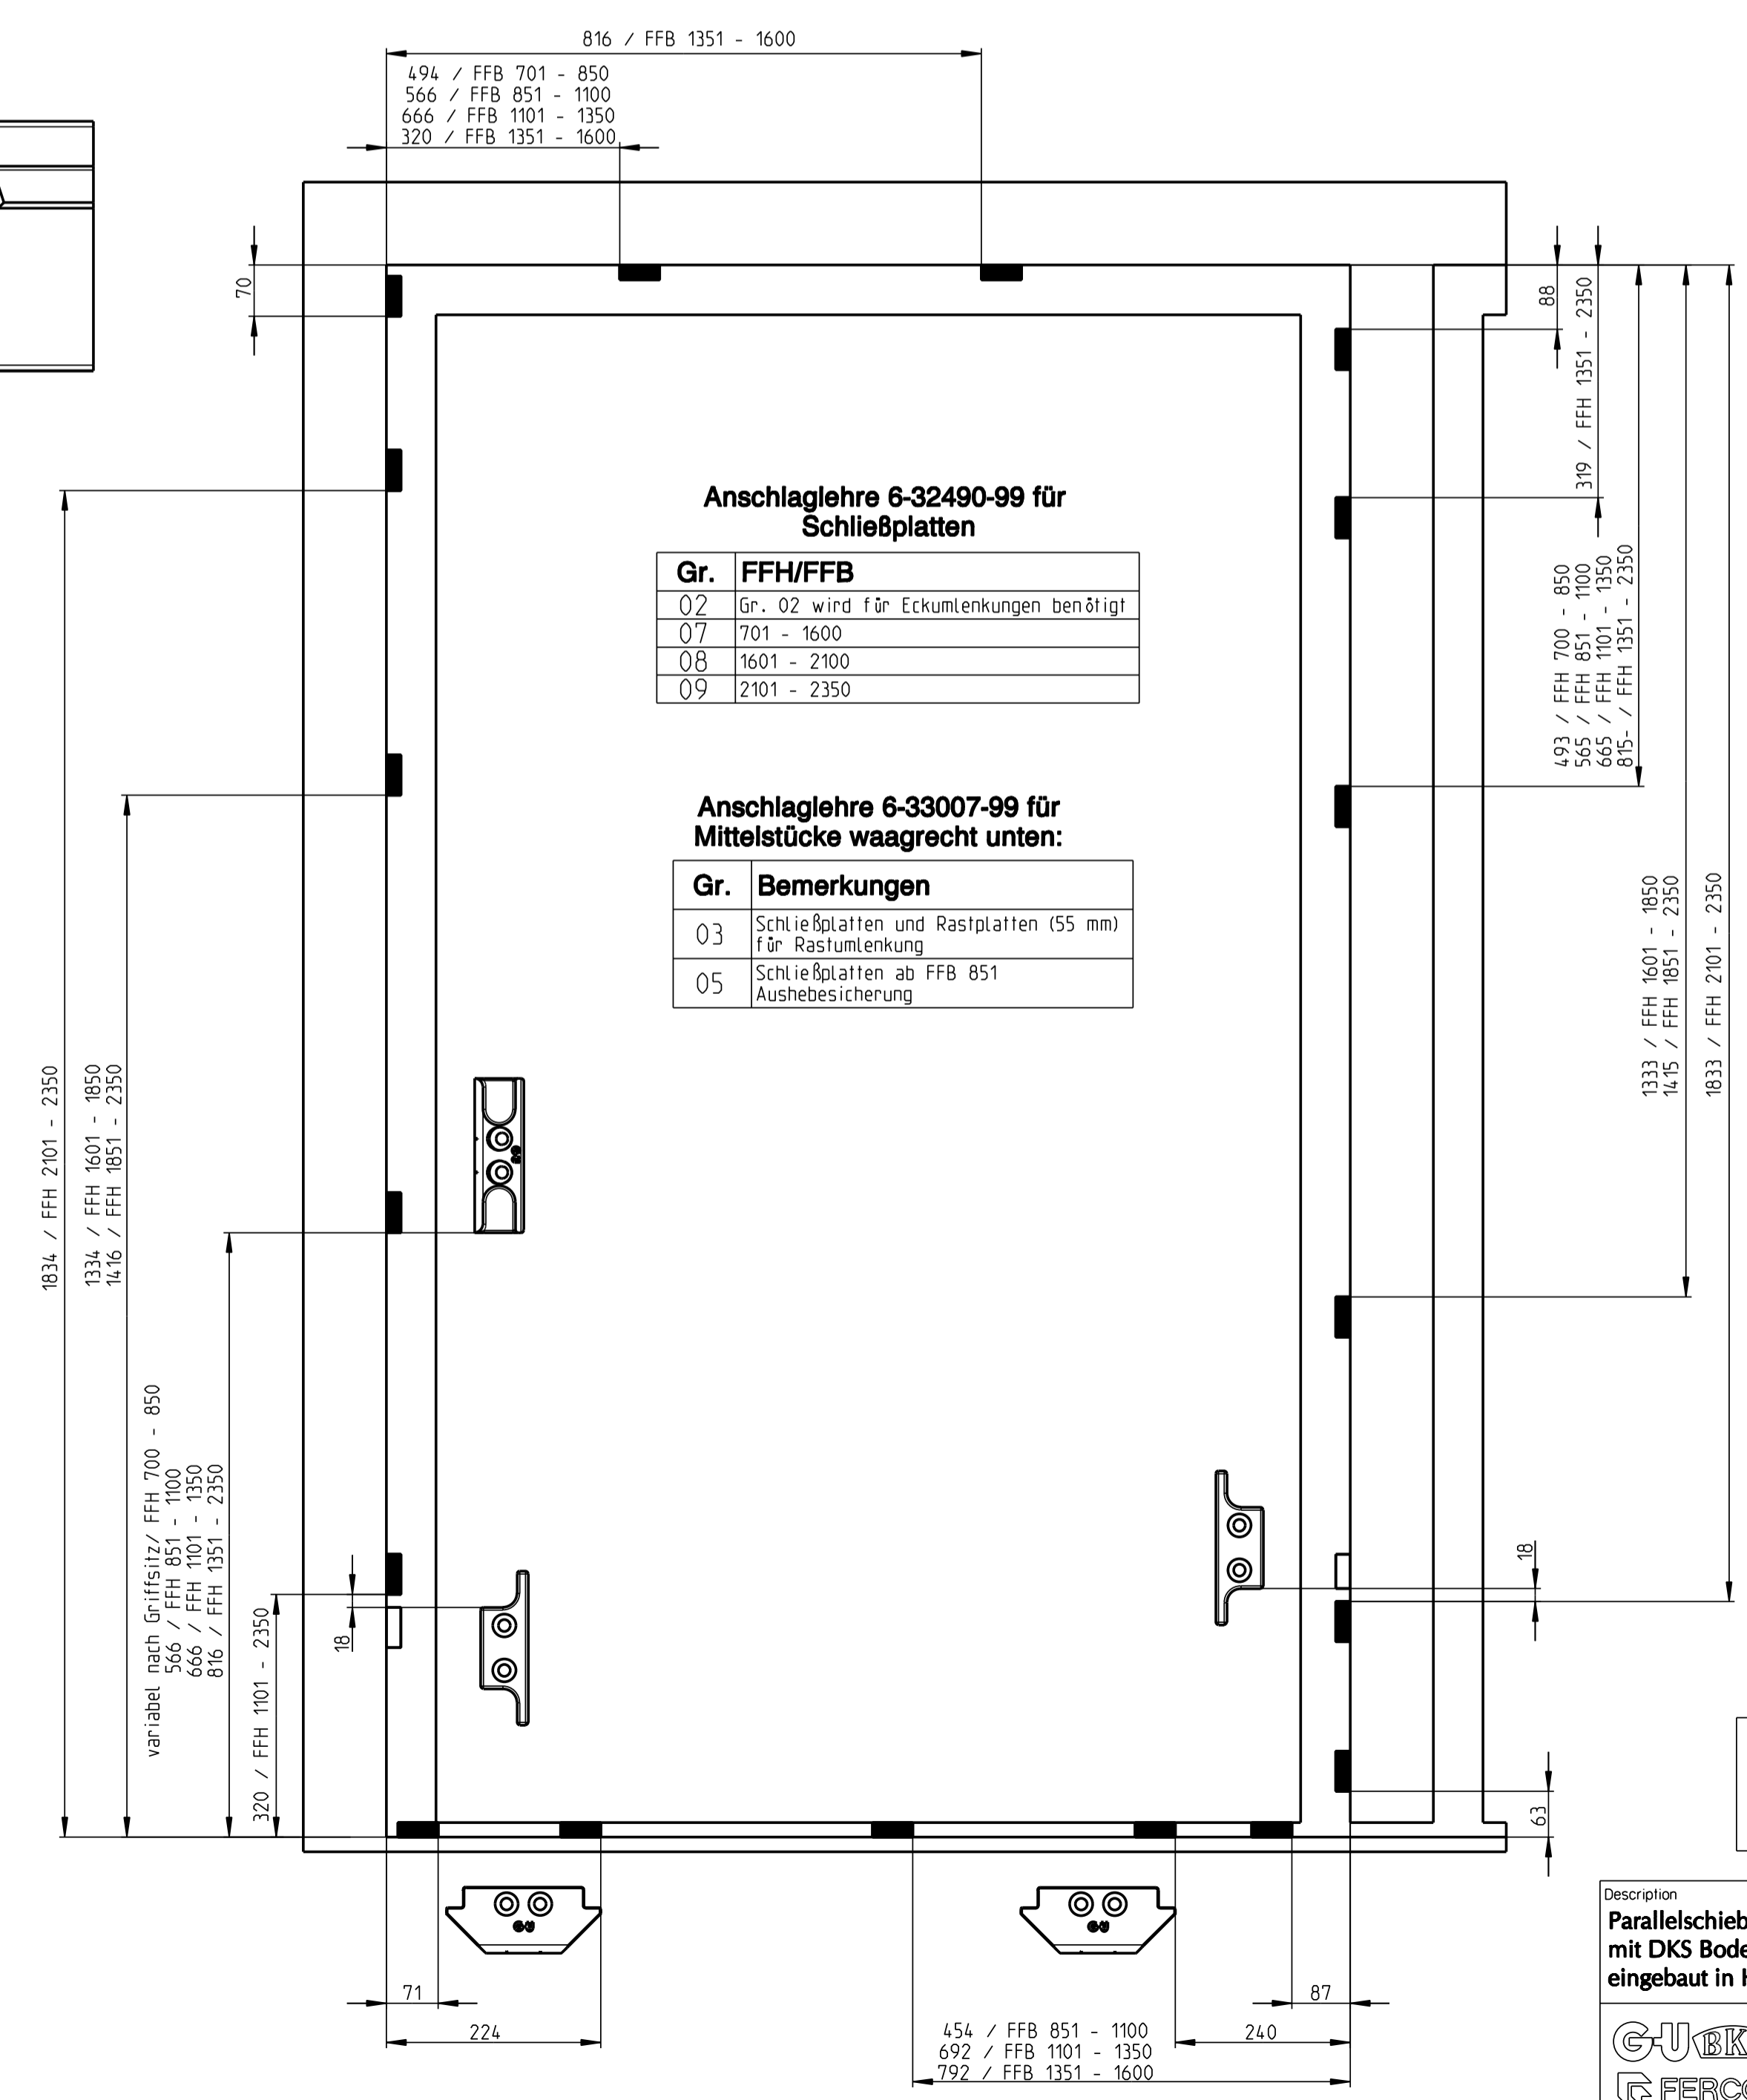 816 / FFB 1351 - 1600
494 / FFB 701 - 850
566 / FFB 851 - 1100
666 / FFB 1101 - 1350
320 / FFB 1351 - 1600
70
88
319 / FFH 1351 - 2350
493 / FFH 700 - 850
565 / FFH 851 - 1100
665 / FFH 1101 - 1350
815- / FFH 1351 - 2350
1333 / FFH 1601 - 1850
1415 / FFH 1851 - 2350
1833 / FFH 2101 - 2350
Anschlaglehre 6-32490-99 für
Schließplatten
Gr. FFH/FFB
02 Gr. 02 wird für Eckumlenkungen benötigt
07 701 - 1600
08 1601 - 2100
09 2101 - 2350
Anschlaglehre 6-33007-99 für
Mittelstücke waagrecht unten:
Gr. Bemerkungen
03 Schließplatten und Rastplatten (55 mm)
für Rastumlenkung
05 Schließplatten ab FFB 851
Aushebesicherung
1834 / FFH 2101 - 2350
1334 / FFH 1601 - 1850
1416 / FFH 1851 - 2350
variabel nach Griffsitz/ FFH 700 - 850
566 / FFH 851 - 1100
666 / FFH 1101 - 1350
816 / FFH 1351 - 2350
320 / FFH 1101 - 2350
18
18
63
G-U
G-U
G-U
71
224
87
240
454 / FFB 851 - 1100
692 / FFB 1101 - 1350
792 / FFB 1351 - 1600
Description
Parallelschieb
mit DKS Bode
eingebaut in
G-U BK
FERCO